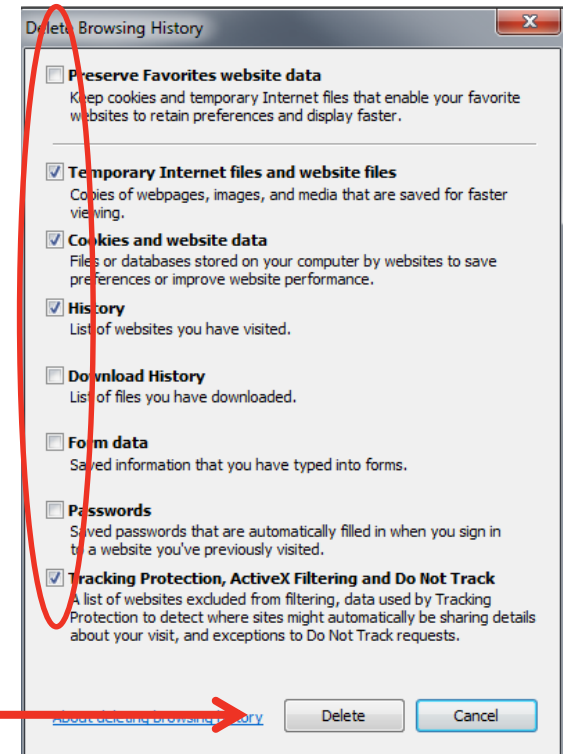 Delete Browsing History
Preserve Favorites website data
Keep cookies and temporary Internet files that enable your favorite
websites to retain preferences and display faster.
Temporary Internet files and website files
Copies of webpages, images, and media that are saved for faster
viewing.
Cookies and website data
Files or databases stored on your computer by websites to save
preferences or improve website performance.
History
List of websites you have visited.
Download History
List of files you have downloaded.
Form data
Saved information that you have typed into forms.
Passwords
Saved passwords that are automatically filled in when you sign in
to a website you've previously visited.
Tracking Protection, ActiveX Filtering and Do Not Track
A list of websites excluded from filtering, data used by Tracking
Protection to detect where sites might automatically be sharing details
about your visit, and exceptions to Do Not Track requests.
About deleting browsing history Delete Cancel